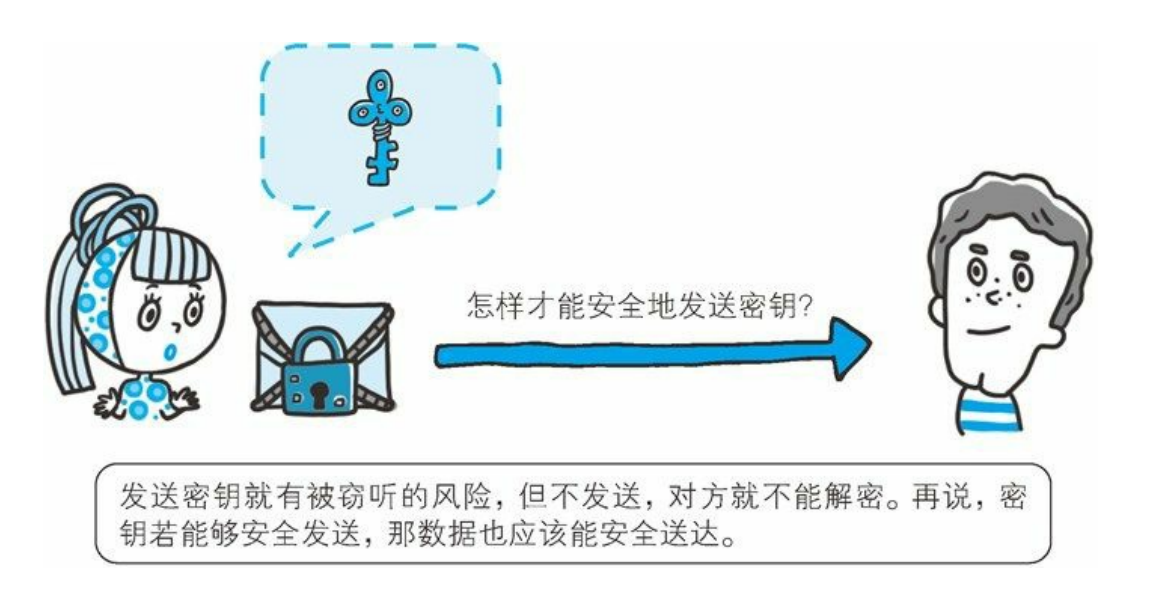 怎样才能安全地发送密钥?
发送密钥就有被窃听的风险，但不发送，对方就不能解密。再说，密
钥若能够安全发送，那数据也应该能安全送达。